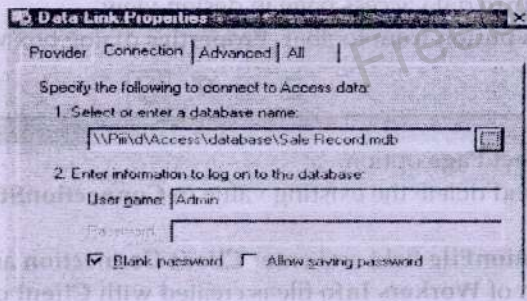 Data Link Properties
Provider Connection Advanced All
Specify the following to connect to Access data:
1. Select or enter a database name:
\\Piii\d\Access\database\Sale Record.mdb
...
2. Enter information to log on to the database:
User name: Admin
Password:
Blank password Allow saving password